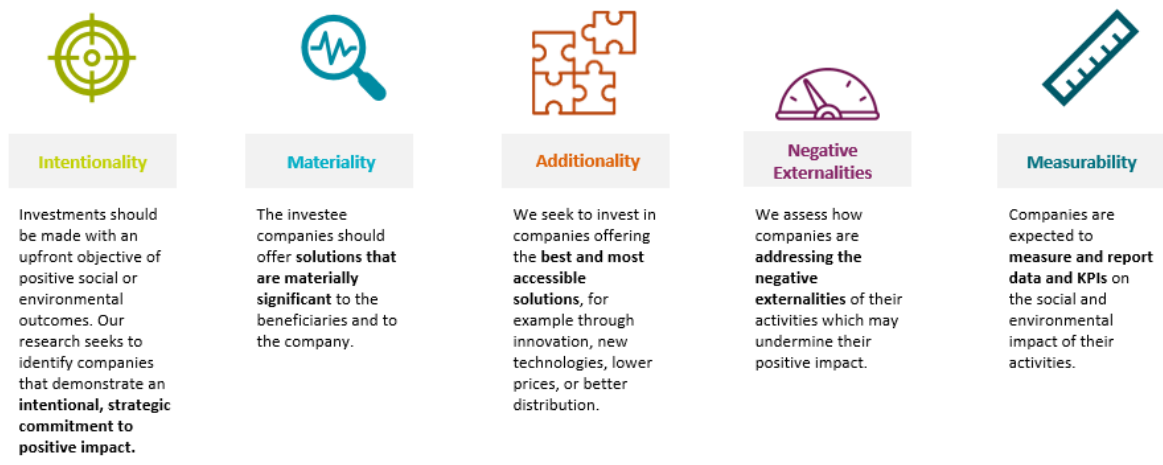 Intentionality
Investments should
be made with an
upfront objective of
positive social or
environmental
outcomes. Our
research seeks to
identify companies
that demonstrate an
intentional, strategic
commitment to
positive impact.
Materiality
The investee
companies should
offer solutions that
are materially
significant to the
beneficiaries and to
the company.
Additionality
We seek to invest in
companies offering
the best and most
accessible
solutions, for
example through
innovation, new
technologies, lower
prices, or better
distribution.
Negative
Externalities
We assess how
companies are
addressing the
negative
externalities of their
activities which may
undermine their
positive impact.
Measurability
Companies are
expected to
measure and report
data and KPIs on
the social and
environmental
impact of their
activities.